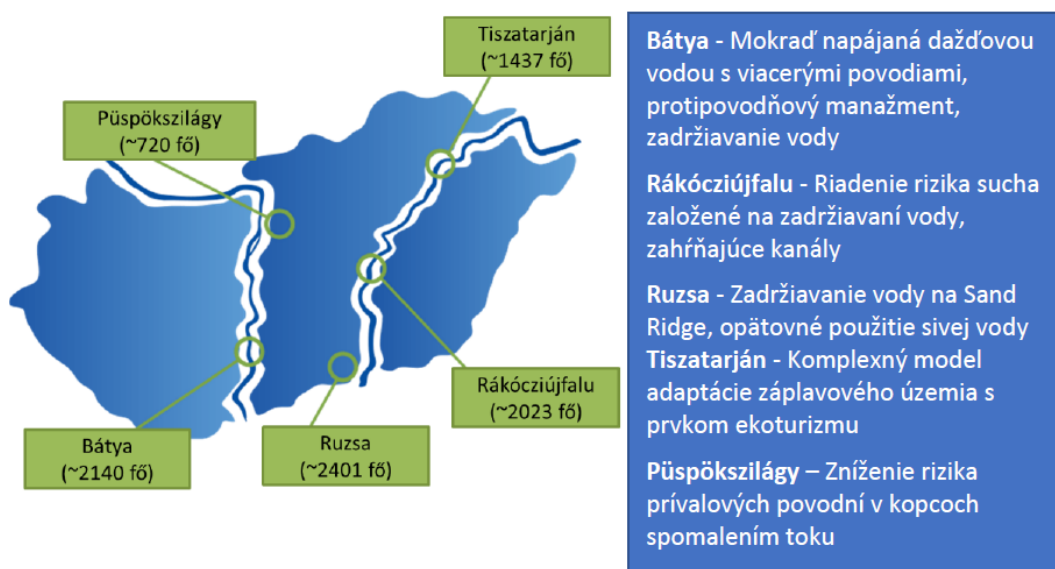 Tiszatarján
(~1437 fő)
Püspökszilágy
(~720 fő)
Rákócziújfalu
(~2023 fő)
Bátya
(~2140 fő)
Ruzsa
(~2401 fő)
Bátya - Mokraď napájaná dažďovou
vodou s viacerými povodiami,
protipovodňový manažment,
zadržiavanie vody
Rákócziújfalu - Riadenie rizika sucha
založené na zadržiavaní vody,
zahŕňajúce kanály
Ruzsa - Zadržiavanie vody na Sand
Ridge, opätovné použitie sivej vody
Tiszatarján - Komplexný model
adaptácie záplavového územia s
prvkom ekoturizmu
Püspökszilágy – Zníženie rizika
prívalových povodní v kopcoch
spomalením toku